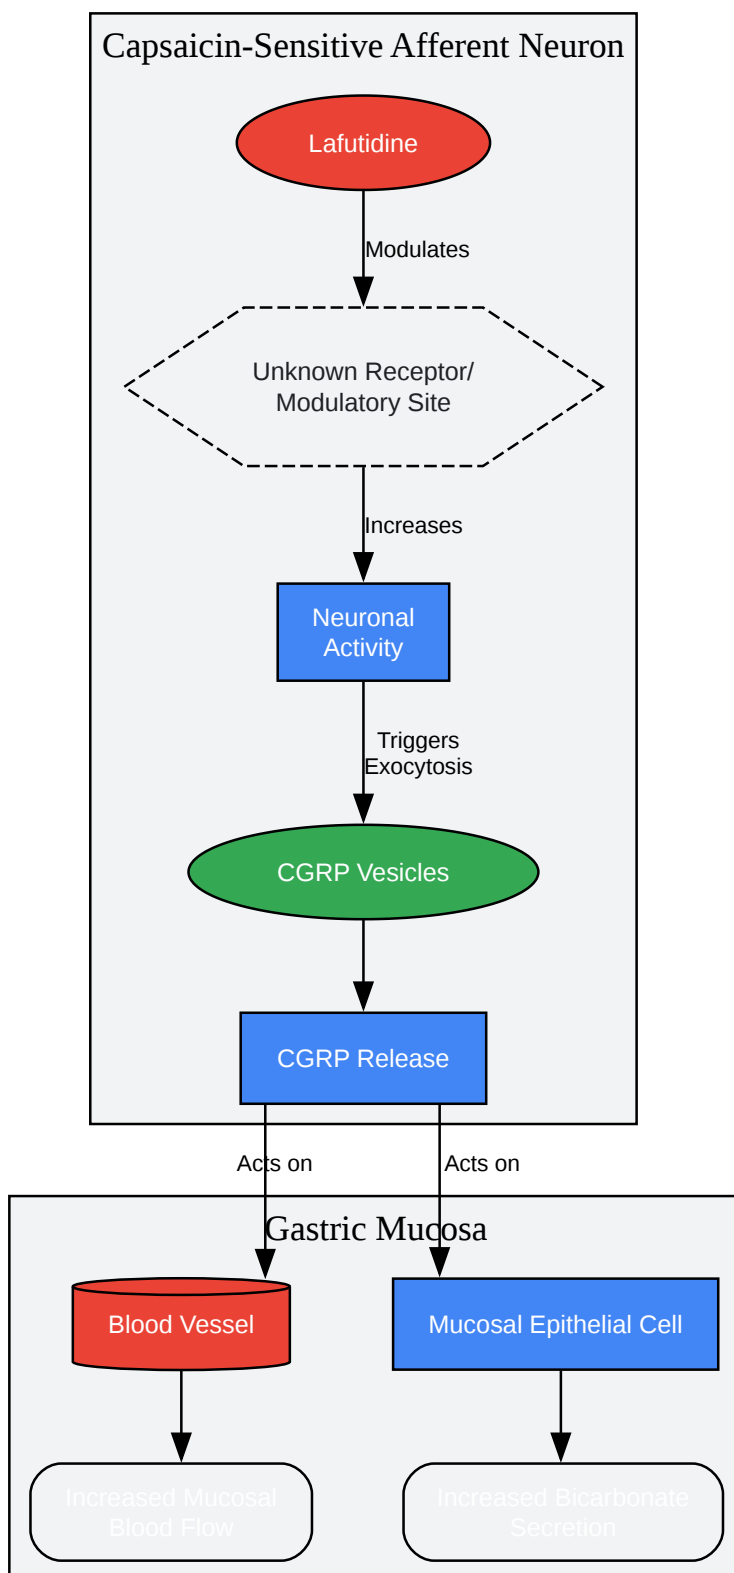 Capsaicin-Sensitive Afferent Neuron
Lafutidine
Modulates
Unknown Receptor/
Modulatory Site
Increases
Neuronal
Activity
Triggers
Exocytosis
CGRP Vesicles
CGRP Release
Acts on
Acts on
Gastric Mucosa
Blood Vessel
Mucosal Epithelial Cell
Increased Mucosal
Blood Flow
Increased Bicarbonate
Secretion